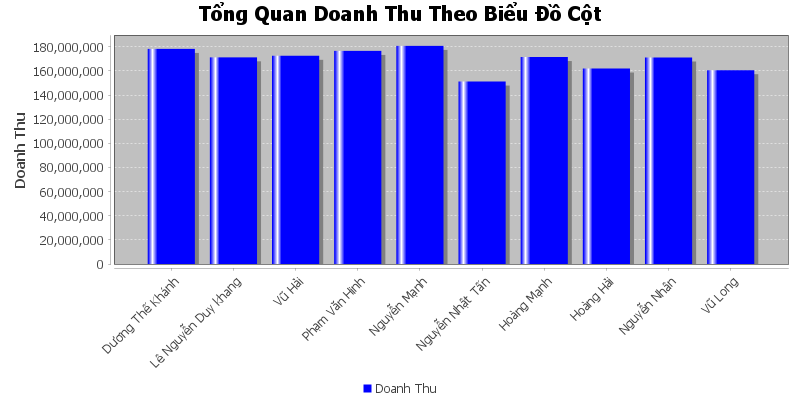 Tổng Quan Doanh Thu Theo Biểu Đồ Cột
Doanh Thu
180,000,000
160,000,000
140,000,000
120,000,000
100,000,000
80,000,000
60,000,000
40,000,000
20,000,000
0
Dương Thế Khánh
Lê Nguyễn Duy Khang
Vũ Hải
Phạm Văn Hinh
Nguyễn Mạnh
Nguyễn Nhật Tấn
Hoàng Mạnh
Hoàng Hải
Nguyễn Nhân
Vũ Long
Doanh Thu